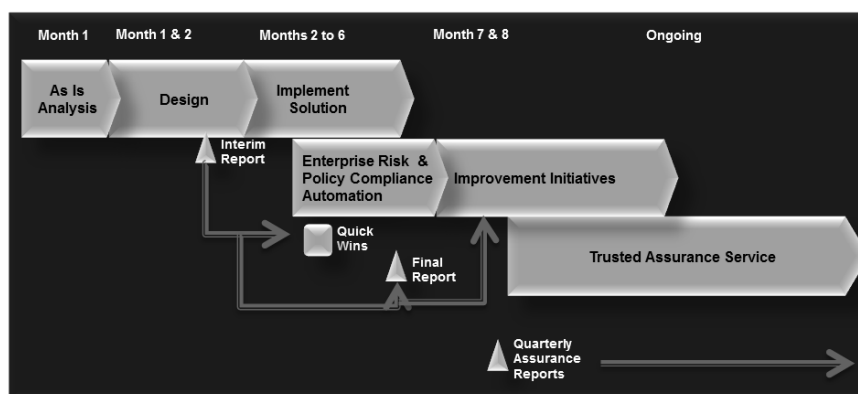 Month 1
Month 1 & 2
Months 2 to 6
Month 7 & 8
Ongoing
As Is
Analysis
Design
Implement
Solution
Interim
Report
Enterprise Risk &
Policy Compliance
Automation
Improvement Initiatives
Quick
Wins
Final
Report
Trusted Assurance Service
Quarterly
Assurance
Reports